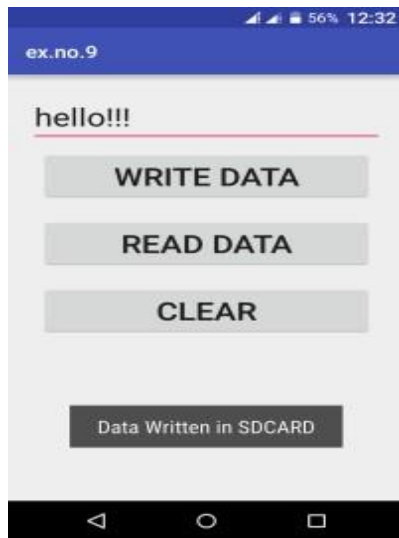 56% 12:32
ex.no.9
hello!!!
WRITE DATA
READ DATA
CLEAR
Data Written in SDCARD